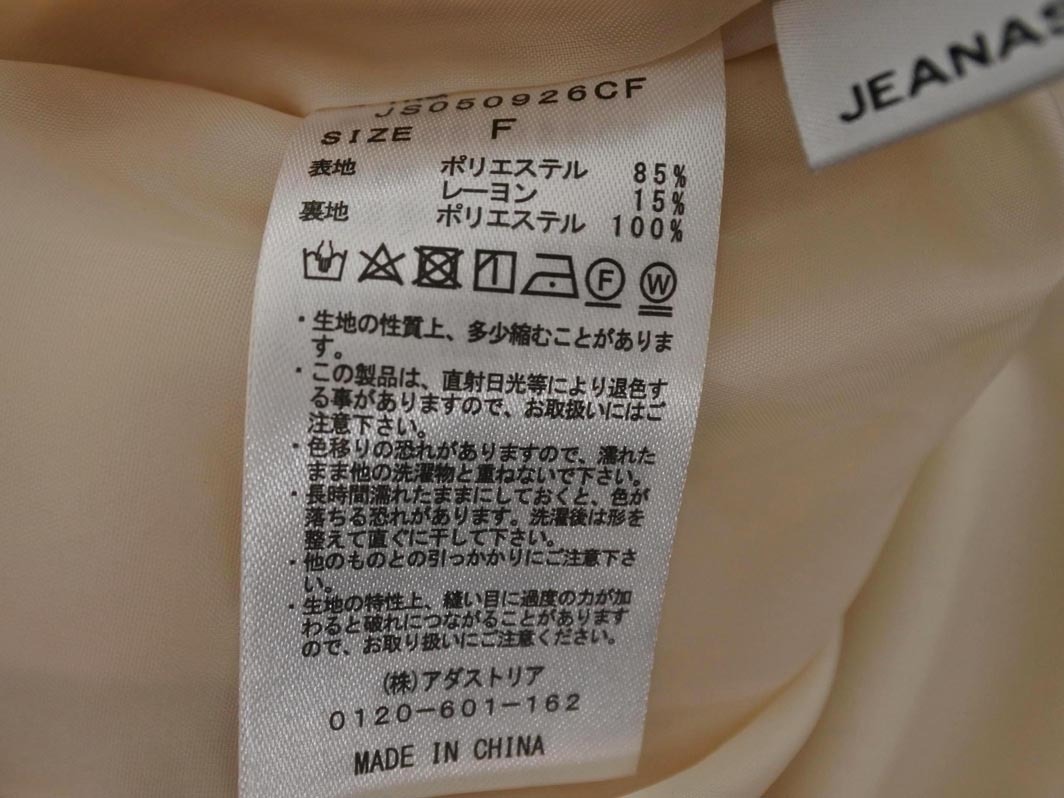 JS050926CF
SIZE F
表地 ポリエステル 85%
レーヨン 15%
裏地 ポリエステル 100%
F W
・生地の性質上、多少縮むことがありま
す。
・この製品は、直射日光等により退色す
る事がありますので、お取扱いにはご
注意下さい。
・色移りの恐れがありますので、濡れた
まま他の洗濯物と重ねないで下さい。
・長時間濡れたままにしておくと、色が
落ちる恐れがあります。洗濯後は形を
整えて直ぐに干して下さい。
・他のものとの引っかかりにご注意下さ
い。
・生地の特性上、縫い目に過度の力が加
わると破れにつながることがあります
ので、お取り扱いにご注意ください。
(株)アダストリア
0120-601-162
MADE IN CHINA
JEANAS